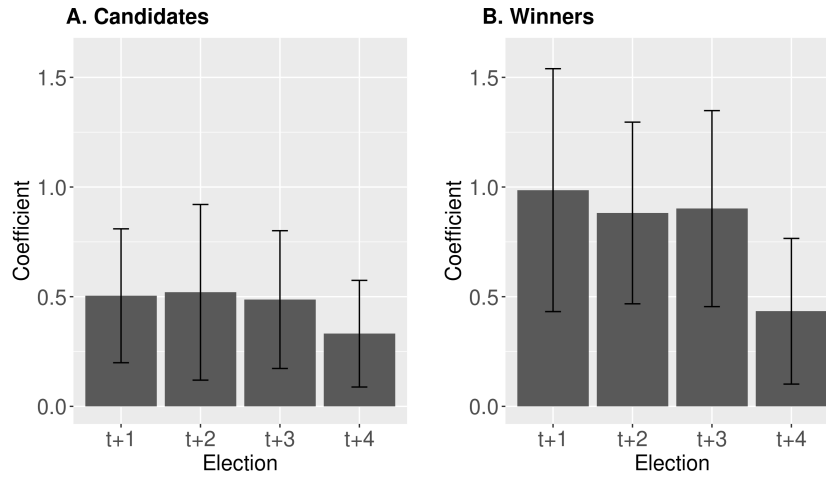 A. Candidates
1.5
1.0
0.5
0.0
Coefficient
t+1 t+2 t+3 t+4
Election
B. Winners
1.5
1.0
0.5
0.0
Coefficient
t+1 t+2 t+3 t+4
Election